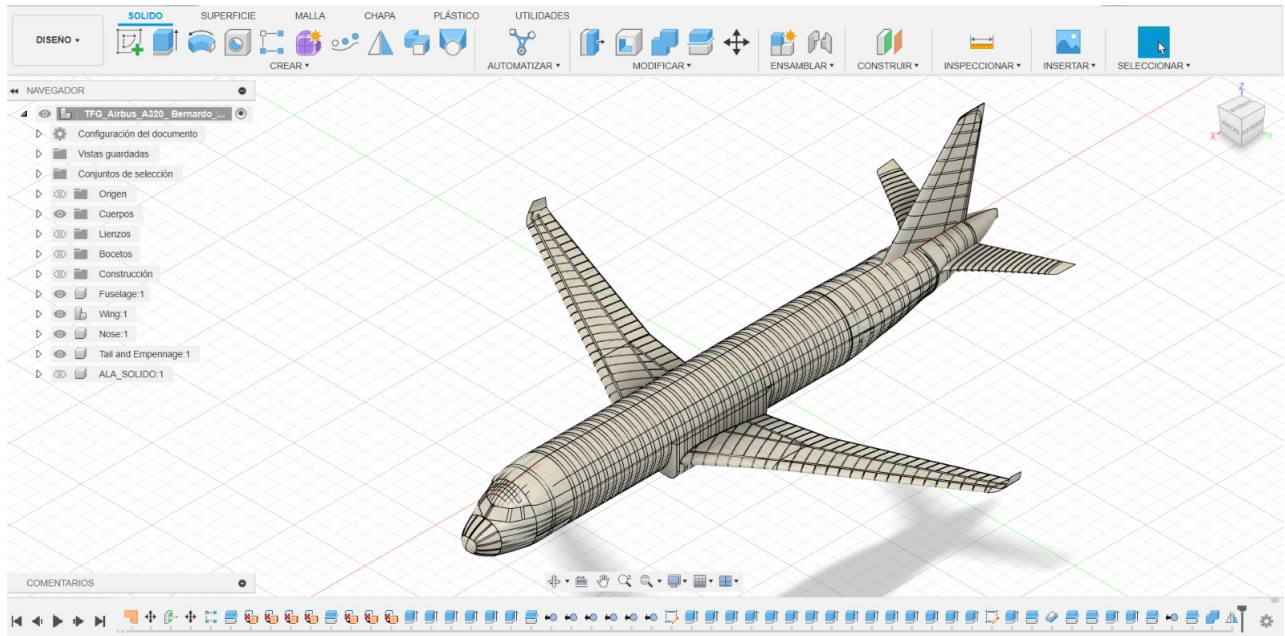 SOLIDO SUPERFICIE MALLA CHAPA PLÁSTICO UTILIDADES
DISEÑO
CREAR AUTOMATIZAR MODIFICAR ENSAMBLAR CONSTRUIR INSPECCIONAR INSERTAR SELECCIONAR
NAVEGADOR
TFG_Airbus_A320_ Bernardo_...
Configuración del documento
Vistas guardadas
Conjuntos de selección
Origen
Cuerpos
Lienzos
Bocetos
Construcción
Fuselage:1
Wing:1
Nose:1
Tail and Empennage:1
ALA_SOLIDO:1
Z
X
Y
COMENTARIOS